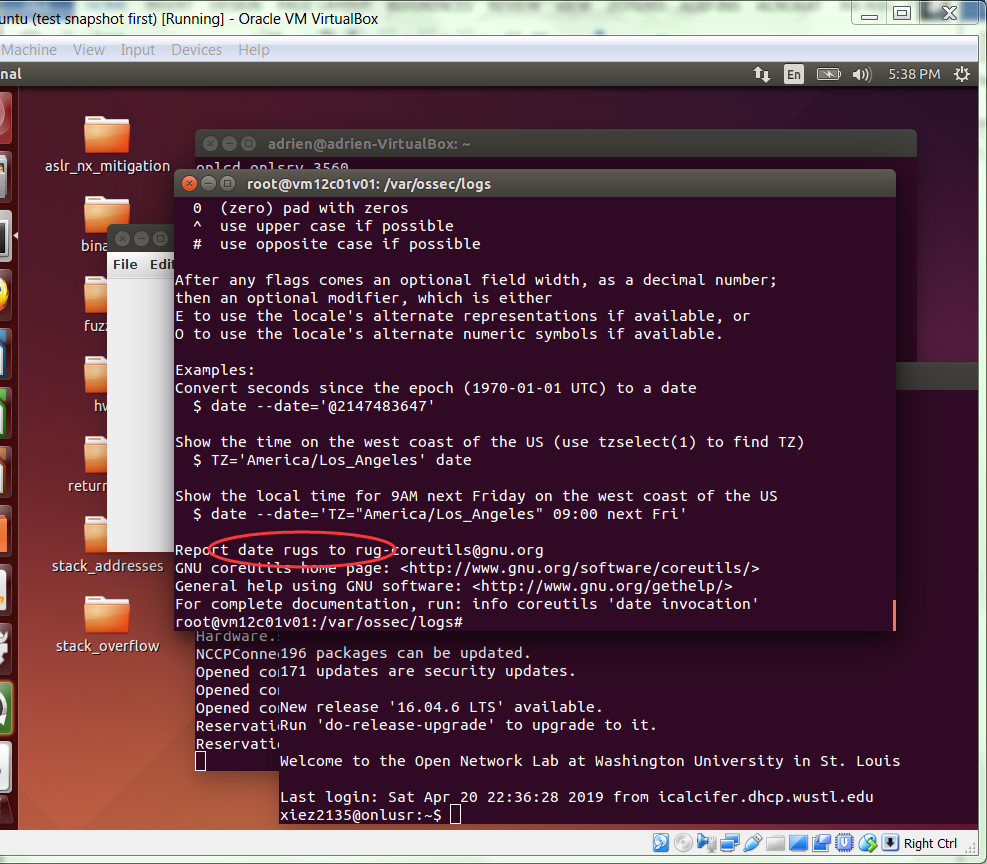 untu (test snapshot first) [Running] - Oracle VM VirtualBox
Machine View Input Devices Help
nal
En
5:38 PM
aslr_nx_mitigation
adrien@adrien-VirtualBox: ~
onlcd onlsrv 3560
root@vm12c01v01: /var/ossec/logs
0 (zero) pad with zeros
^ use upper case if possible
# use opposite case if possible
bina
File Edit
After any flags comes an optional field width, as a decimal number;
then an optional modifier, which is either
E to use the locale's alternate representations if available, or
O to use the locale's alternate numeric symbols if available.
fuzz
Examples:
Convert seconds since the epoch (1970-01-01 UTC) to a date
$ date --date='@2147483647'
hv
Show the time on the west coast of the US (use tzselect(1) to find TZ)
$ TZ='America/Los_Angeles' date
return
Show the local time for 9AM next Friday on the west coast of the US
$ date --date='TZ="America/Los_Angeles" 09:00 next Fri'
Report date rugs to rug-coreutils@gnu.org
GNU coreutils home page: <http://www.gnu.org/software/coreutils/>
General help using GNU software: <http://www.gnu.org/gethelp/>
For complete documentation, run: info coreutils 'date invocation'
root@vm12c01v01:/var/ossec/logs#
stack_addresses
stack_overflow
Hardware.
NCCPConne
Opened co
Opened co
Opened co
Reservati
Reservati
196 packages can be updated.
171 updates are security updates.
New release '16.04.6 LTS' available.
Run 'do-release-upgrade' to upgrade to it.
Welcome to the Open Network Lab at Washington University in St. Louis
Last login: Sat Apr 20 22:36:28 2019 from icalcifer.dhcp.wustl.edu
xiez2135@onlusr:~$
Right Ctrl